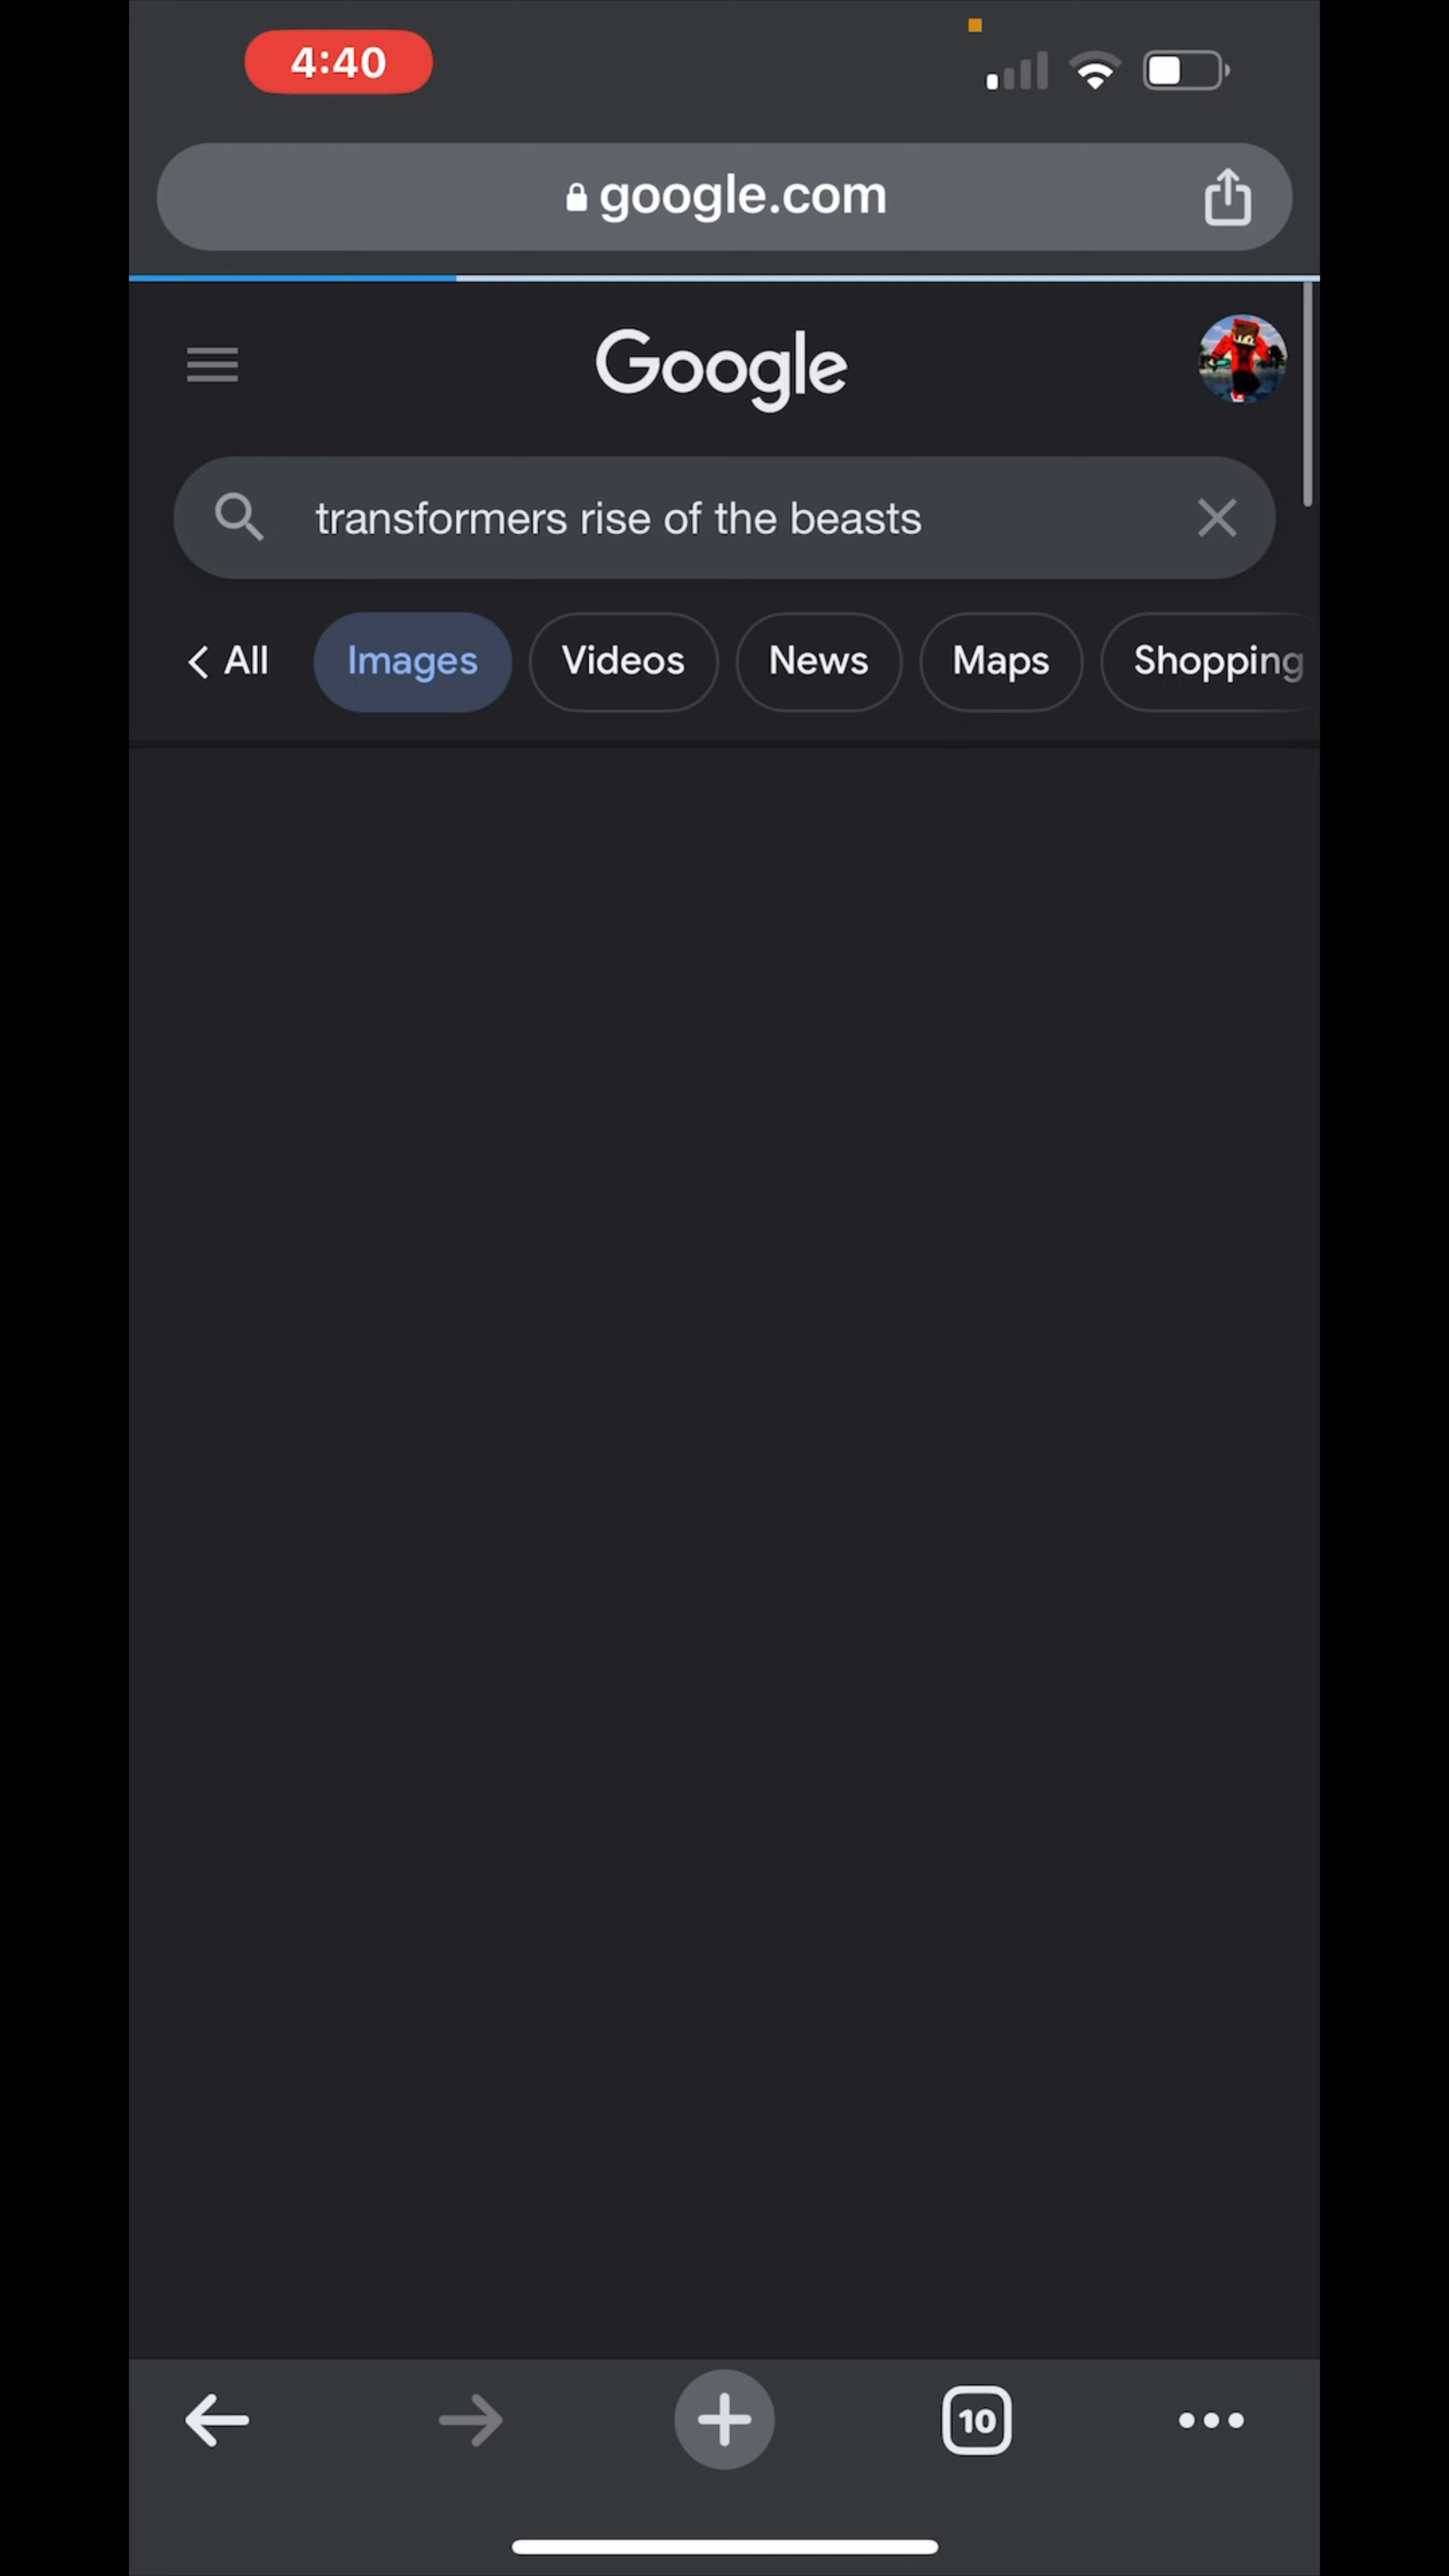 4:40
google.com
Google
transformers rise of the beasts
All Images Videos News Maps Shopping
10